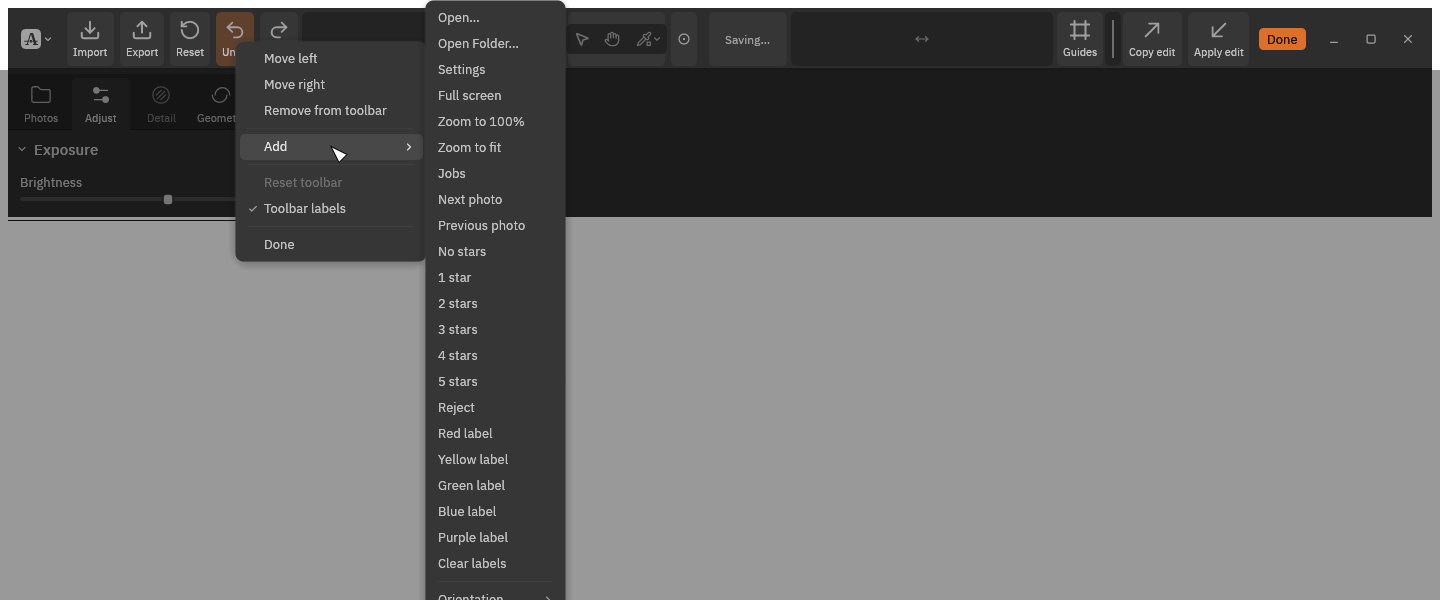 A
Import
Export
Reset
Saving...
Guides
Copy edit
Apply edit
Done
Photos
Adjust
Detail
Exposure
Brightness
Move left
Move right
Remove from toolbar
Add
Reset toolbar
Toolbar labels
Done
Open...
Open Folder...
Settings
Full screen
Zoom to 100%
Zoom to fit
Jobs
Next photo
Previous photo
No stars
1 star
2 stars
3 stars
4 stars
5 stars
Reject
Red label
Yellow label
Green label
Blue label
Purple label
Clear labels
Orientation